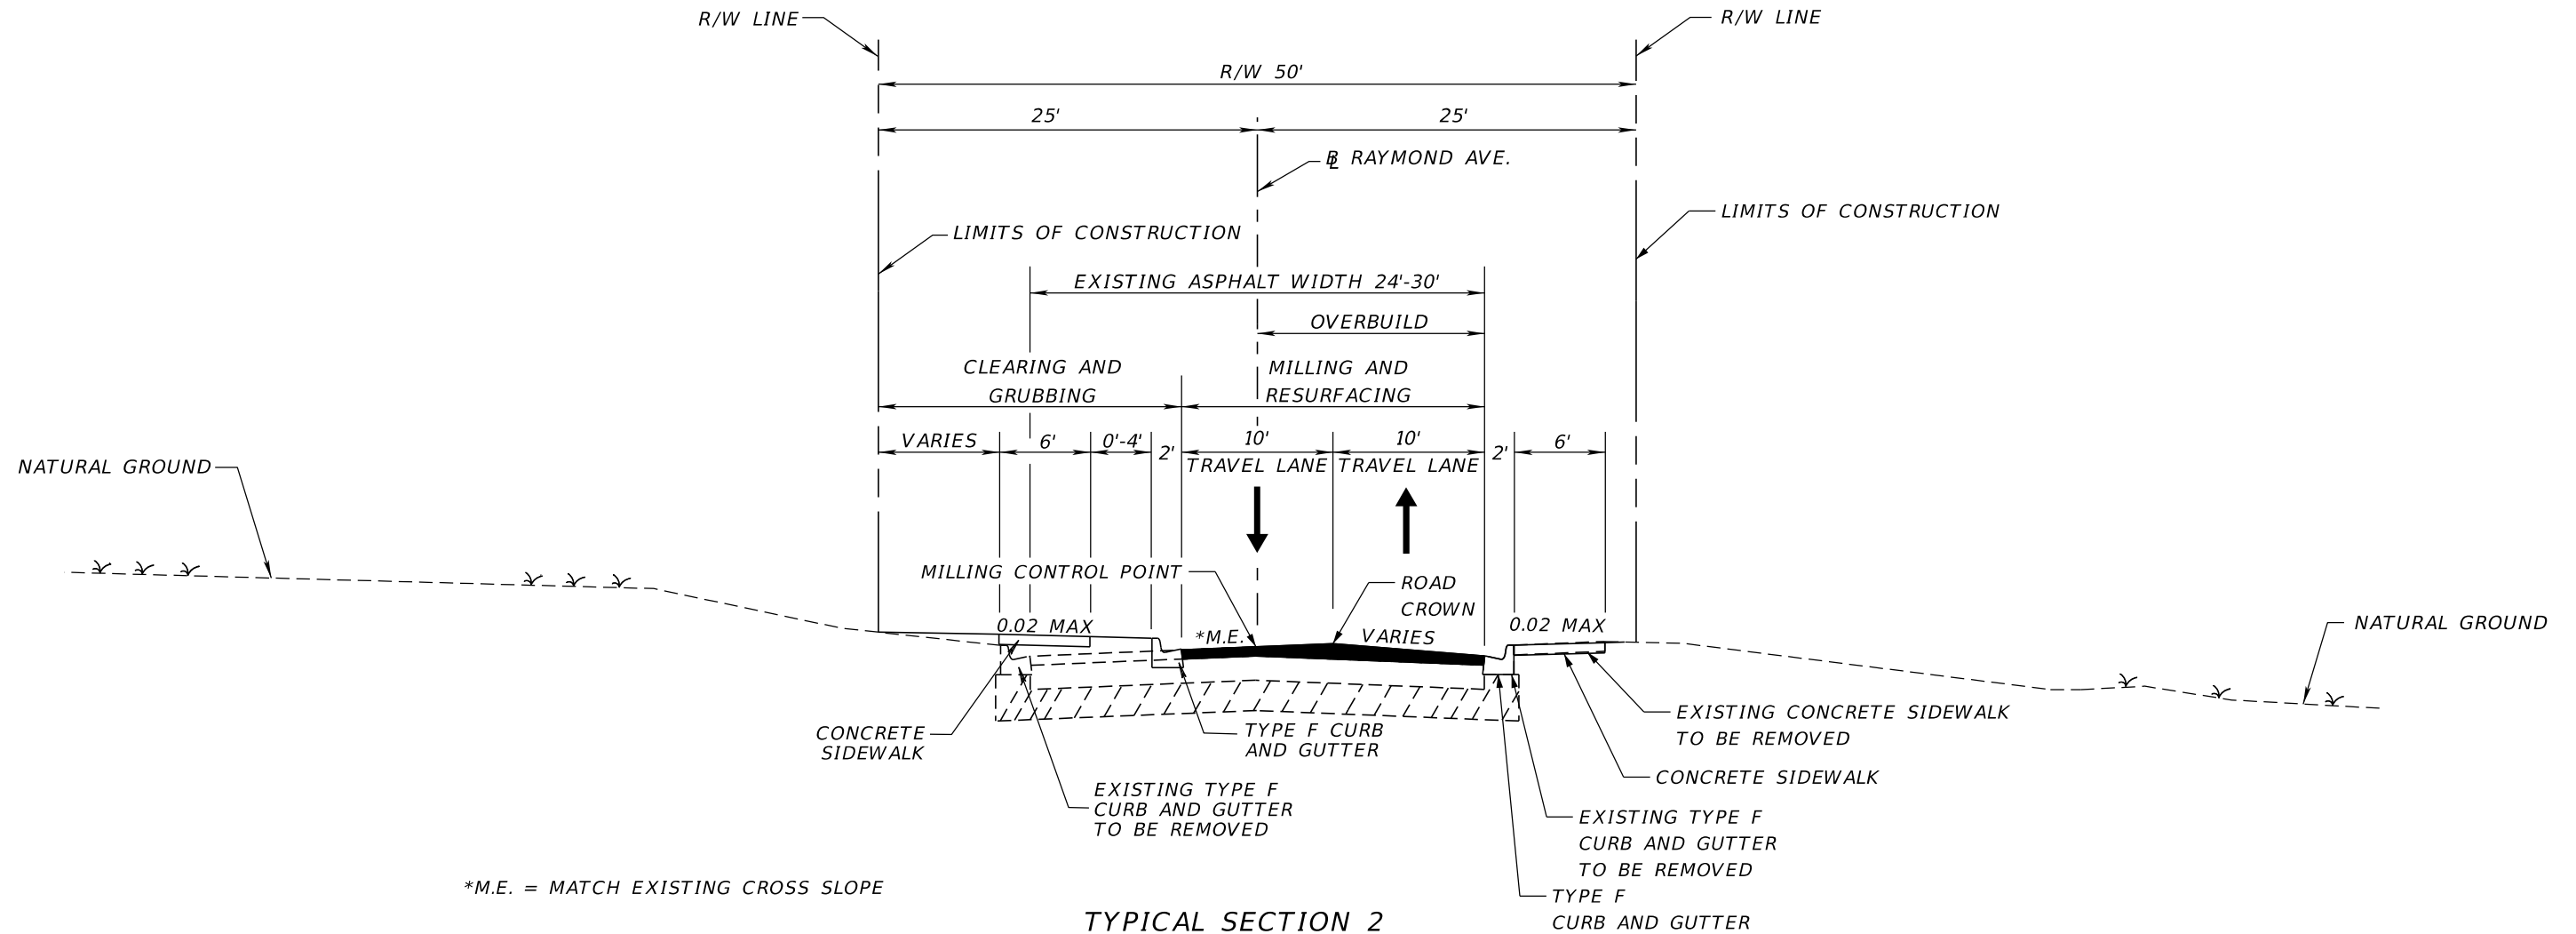 R/W LINE
R/W LINE
R/W 50'
25'
25'
BL RAYMOND AVE.
LIMITS OF CONSTRUCTION
LIMITS OF CONSTRUCTION
EXISTING ASPHALT WIDTH 24'-30'
OVERBUILD
CLEARING AND
GRUBBING
MILLING AND
RESURFACING
VARIES
6'
0'-4'
2'
10'
TRAVEL LANE
10'
TRAVEL LANE
2'
6'
NATURAL GROUND
MILLING CONTROL POINT
ROAD
CROWN
0.02 MAX
*M.E.
VARIES
0.02 MAX
NATURAL GROUND
CONCRETE
SIDEWALK
TYPE F CURB
AND GUTTER
EXISTING CONCRETE SIDEWALK
TO BE REMOVED
CONCRETE SIDEWALK
EXISTING TYPE F
CURB AND GUTTER
TO BE REMOVED
EXISTING TYPE F
CURB AND GUTTER
TO BE REMOVED
TYPE F
CURB AND GUTTER
*M.E. = MATCH EXISTING CROSS SLOPE
TYPICAL SECTION 2